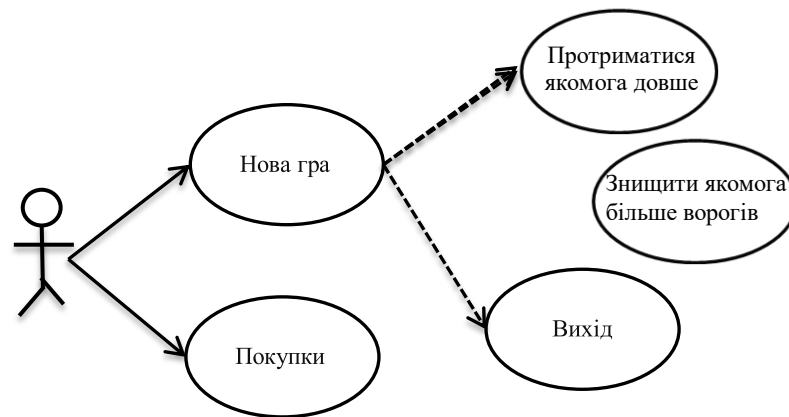 Протриматися
якомога довше
Нова гра
Знищити якомога
більше ворогів
Вихід
Покупки